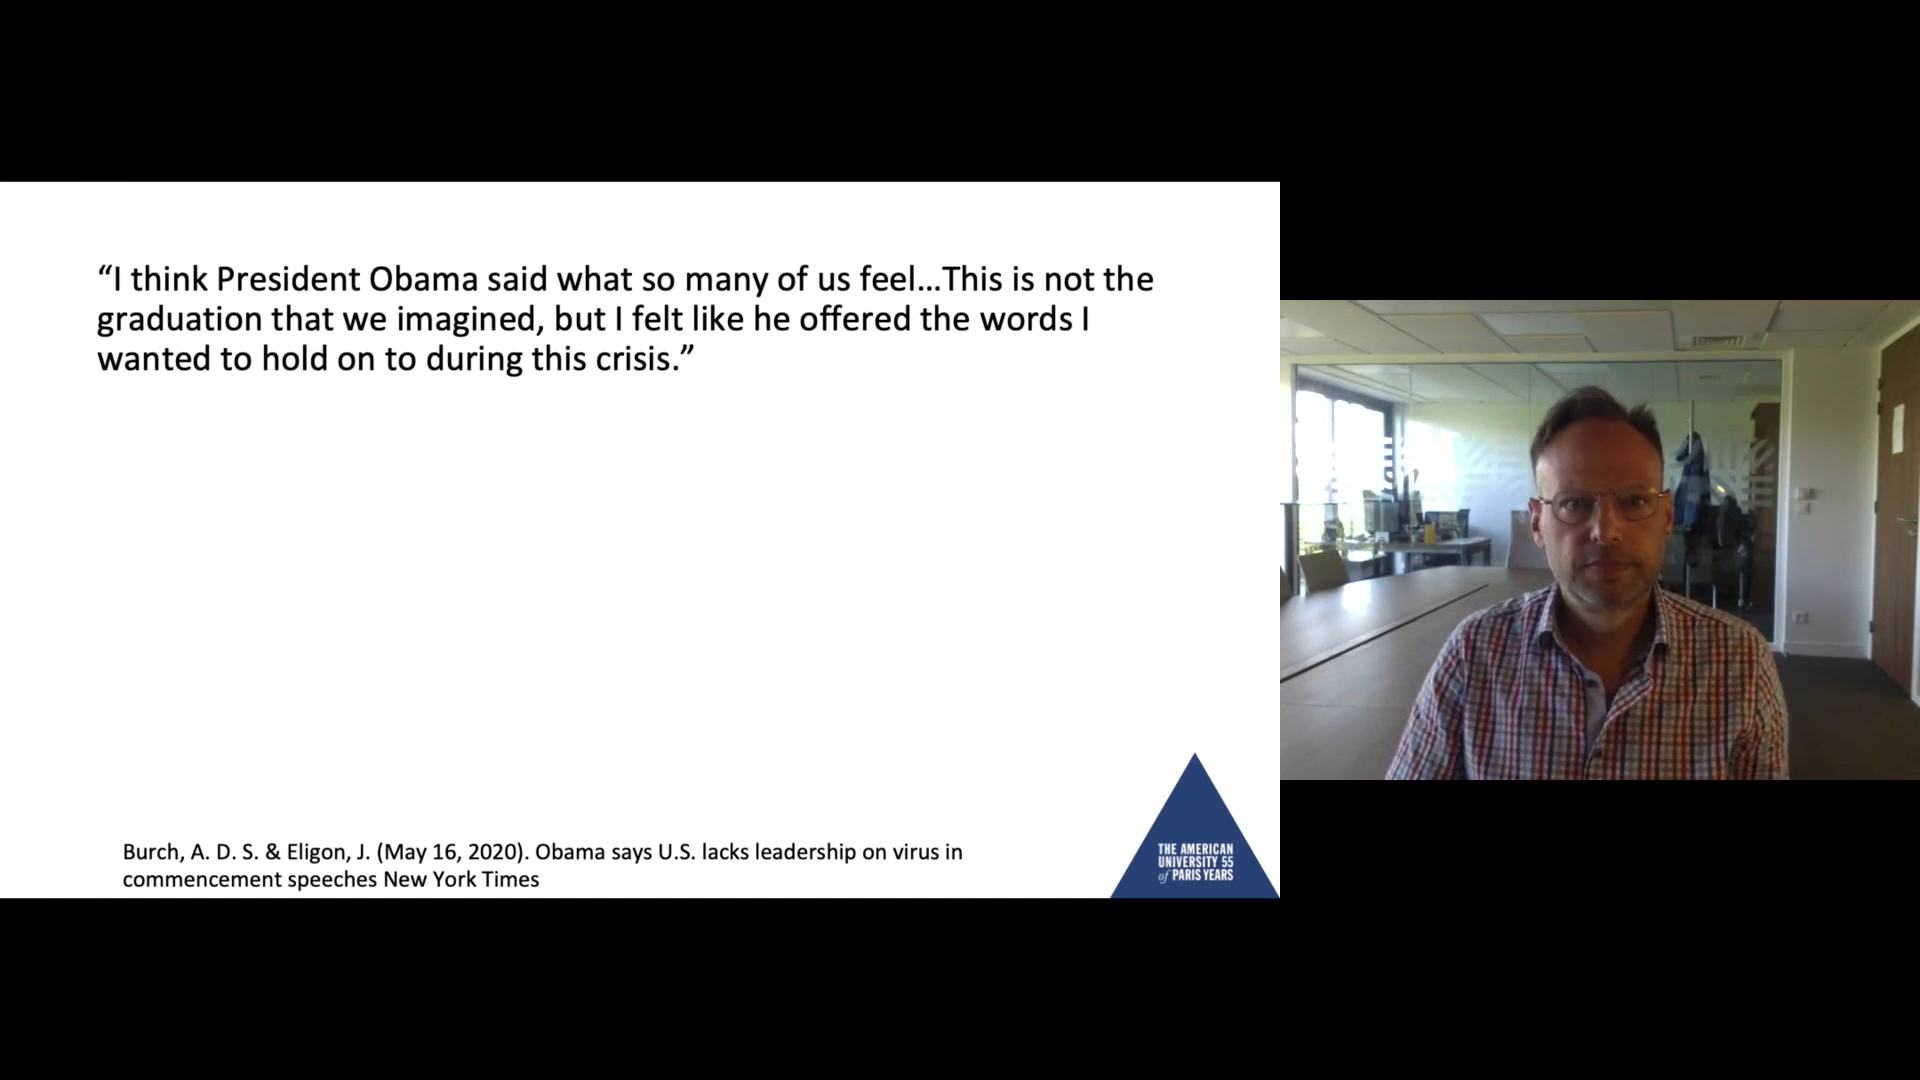 “I think President Obama said what so many of us feel...This is not the
graduation that we imagined, but I felt like he offered the words I
wanted to hold on to during this crisis.”
Burch, A. D. S. & Eligon, J. (May 16, 2020). Obama says U.S. lacks leadership on virus in
commencement speeches New York Times
THE AMERICAN
UNIVERSITY 55
of PARIS YEARS